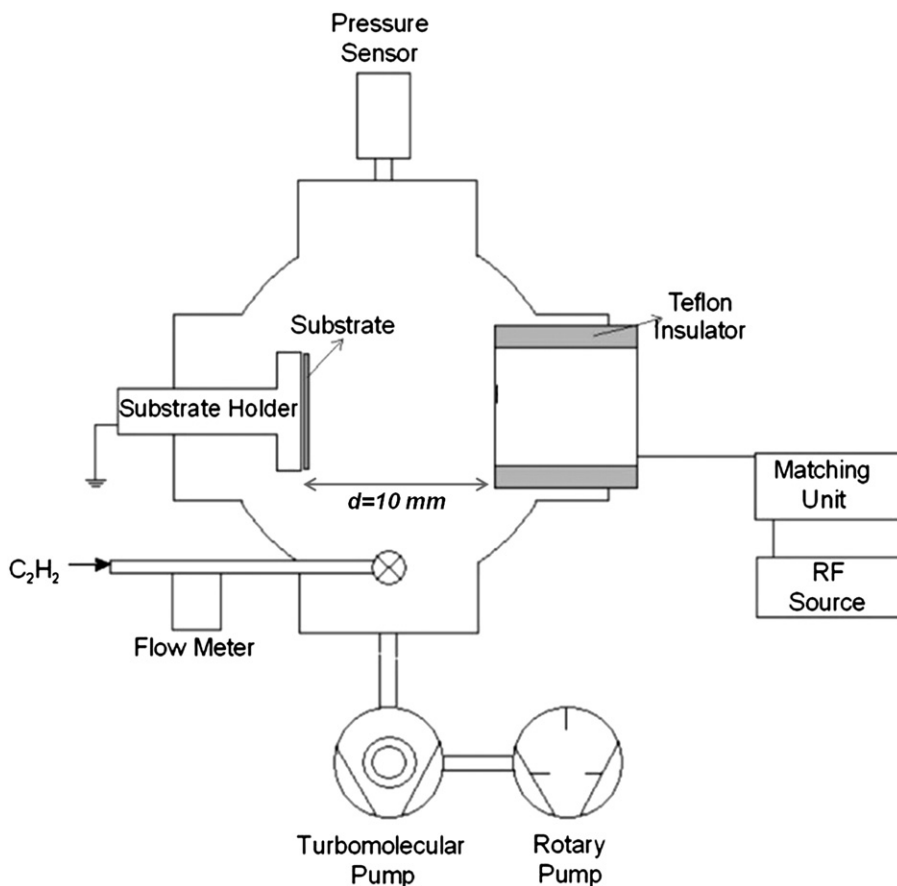 Pressure
Sensor
Teflon
Insulator
Substrate
Substrate Holder
d=10 mm
Matching
Unit
C₂H₂
RF
Source
Flow Meter
Turbomolecular
Pump
Rotary
Pump